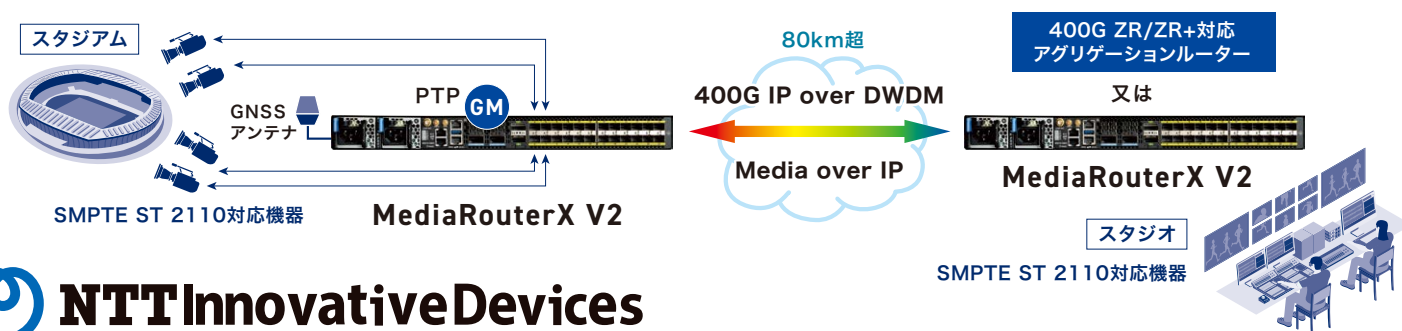 スタジアム
GNSS
アンテナ
PTP
GM
SMPTE ST 2110対応機器
MediaRouterX V2
80km超
400G IP over DWDM
Media over IP
400G ZR/ZR+対応
アグリゲーションルーター
又は
MediaRouterX V2
スタジオ
SMPTE ST 2110対応機器
NTT Innovative Devices